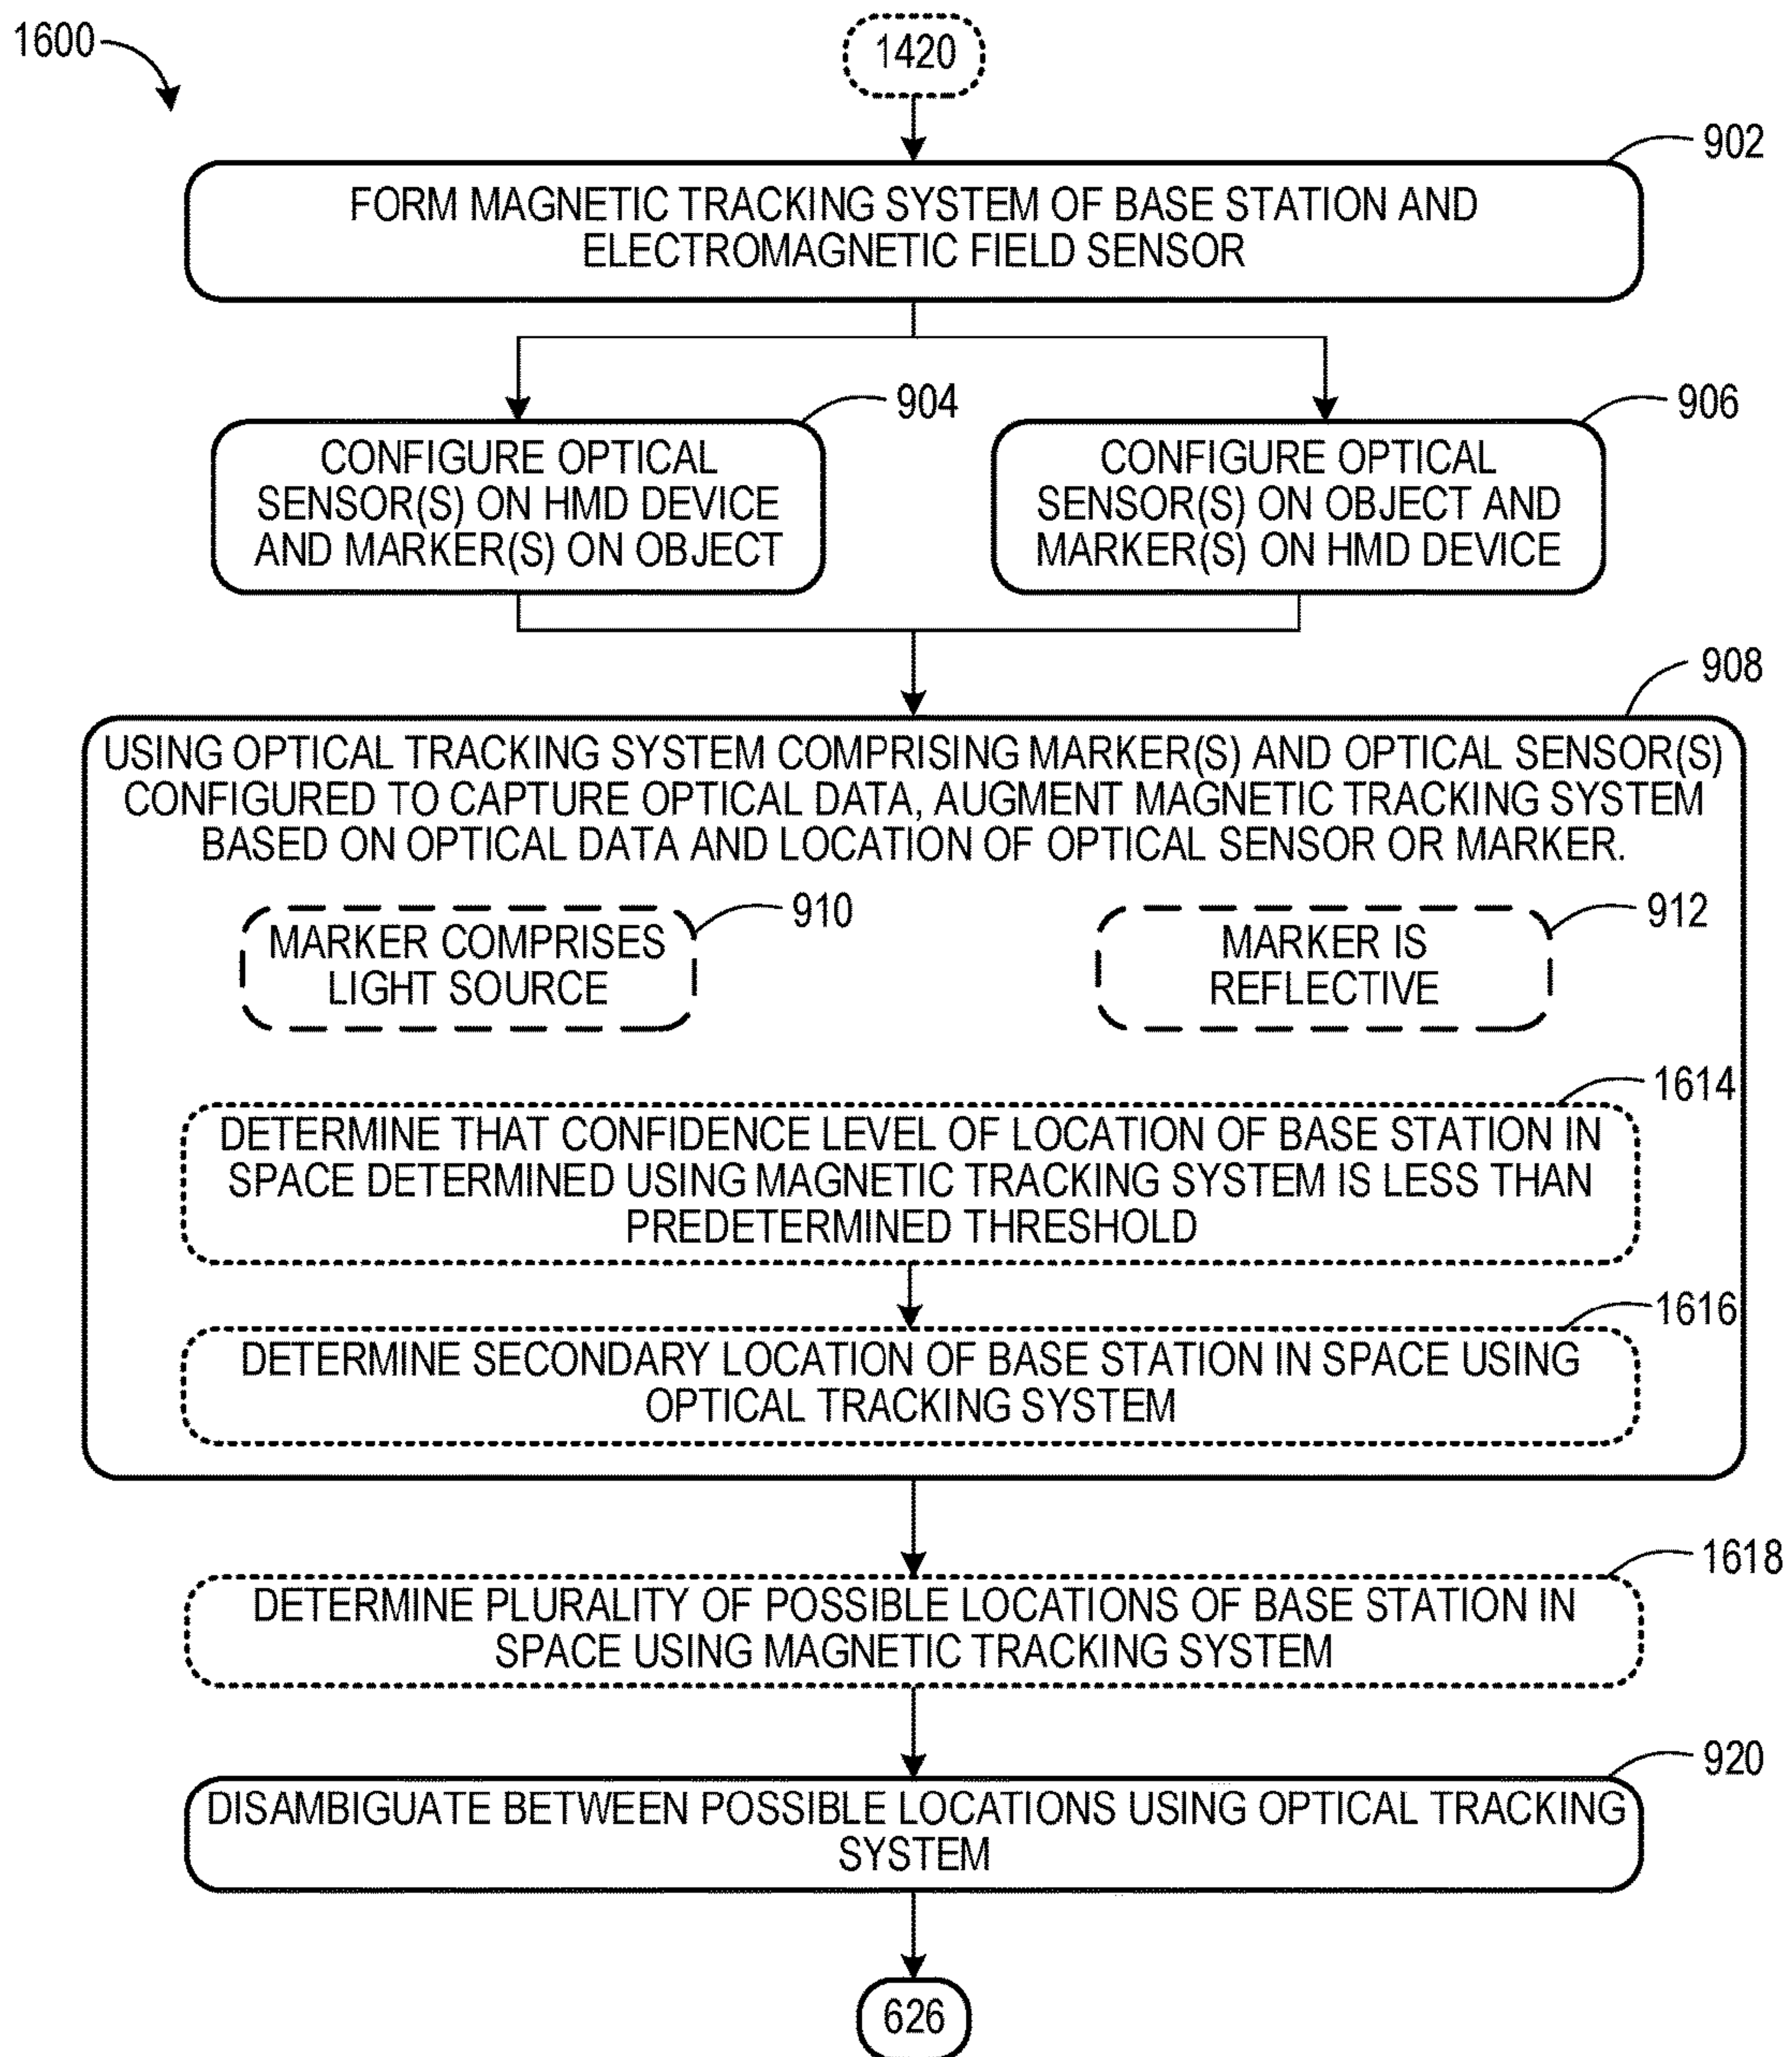 1600
1420
902
FORM MAGNETIC TRACKING SYSTEM OF BASE STATION AND
ELECTROMAGNETIC FIELD SENSOR
904
CONFIGURE OPTICAL
SENSOR(S) ON HMD DEVICE
AND MARKER(S) ON OBJECT
906
CONFIGURE OPTICAL
SENSOR(S) ON OBJECT AND
MARKER(S) ON HMD DEVICE
908
USING OPTICAL TRACKING SYSTEM COMPRISING MARKER(S) AND OPTICAL SENSOR(S)
CONFIGURED TO CAPTURE OPTICAL DATA, AUGMENT MAGNETIC TRACKING SYSTEM
BASED ON OPTICAL DATA AND LOCATION OF OPTICAL SENSOR OR MARKER.
910
MARKER COMPRISES
LIGHT SOURCE
912
MARKER IS
REFLECTIVE
1614
DETERMINE THAT CONFIDENCE LEVEL OF LOCATION OF BASE STATION IN
SPACE DETERMINED USING MAGNETIC TRACKING SYSTEM IS LESS THAN
PREDETERMINED THRESHOLD
1616
DETERMINE SECONDARY LOCATION OF BASE STATION IN SPACE USING
OPTICAL TRACKING SYSTEM
1618
DETERMINE PLURALITY OF POSSIBLE LOCATIONS OF BASE STATION IN
SPACE USING MAGNETIC TRACKING SYSTEM
920
DISAMBIGUATE BETWEEN POSSIBLE LOCATIONS USING OPTICAL TRACKING
SYSTEM
626